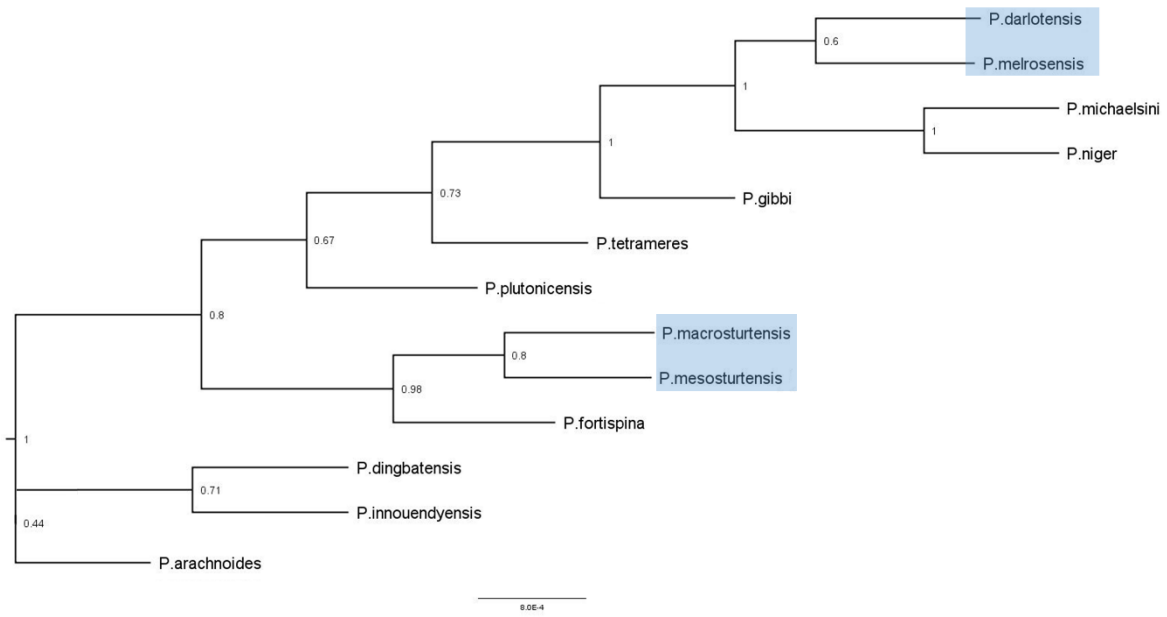 P.darlotensis
0.6
P.melrosensis
1
P.michaelsini
1
1
P.niger
1
0.73
P.gibbi
0.67
P.tetrameres
P.plutonicensis
0.8
P.macrosturtensis
0.8
P.mesosturtensis
0.98
P.fortispina
1
P.dingbatensis
0.71
P.innouendyensis
0.44
P.arachnoides
8.0E-4